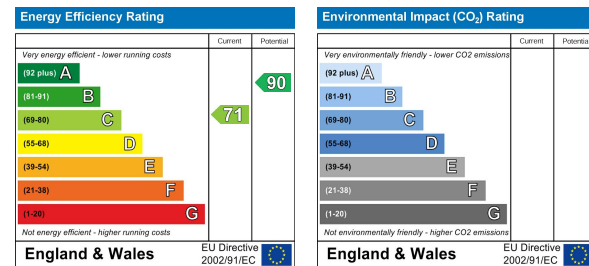 Energy Efficiency Rating
Current Potential
Very energy efficient - lower running costs
(92 plus) A
(81-91) B
90
(69-80) C
71
(55-68) D
(39-54) E
(21-38) F
(1-20) G
Not energy efficient - higher running costs
England & Wales
EU Directive
2002/91/EC
Environmental Impact (CO2) Rating
Current Potentia
Very environmentally friendly - lower CO2 emissions
(92 plus) A
(81-91) B
(69-80) C
(55-68) D
(39-54) E
(21-38) F
(1-20) G
Not environmentally friendly - higher CO2 emissions
England & Wales
EU Directive
2002/91/EC